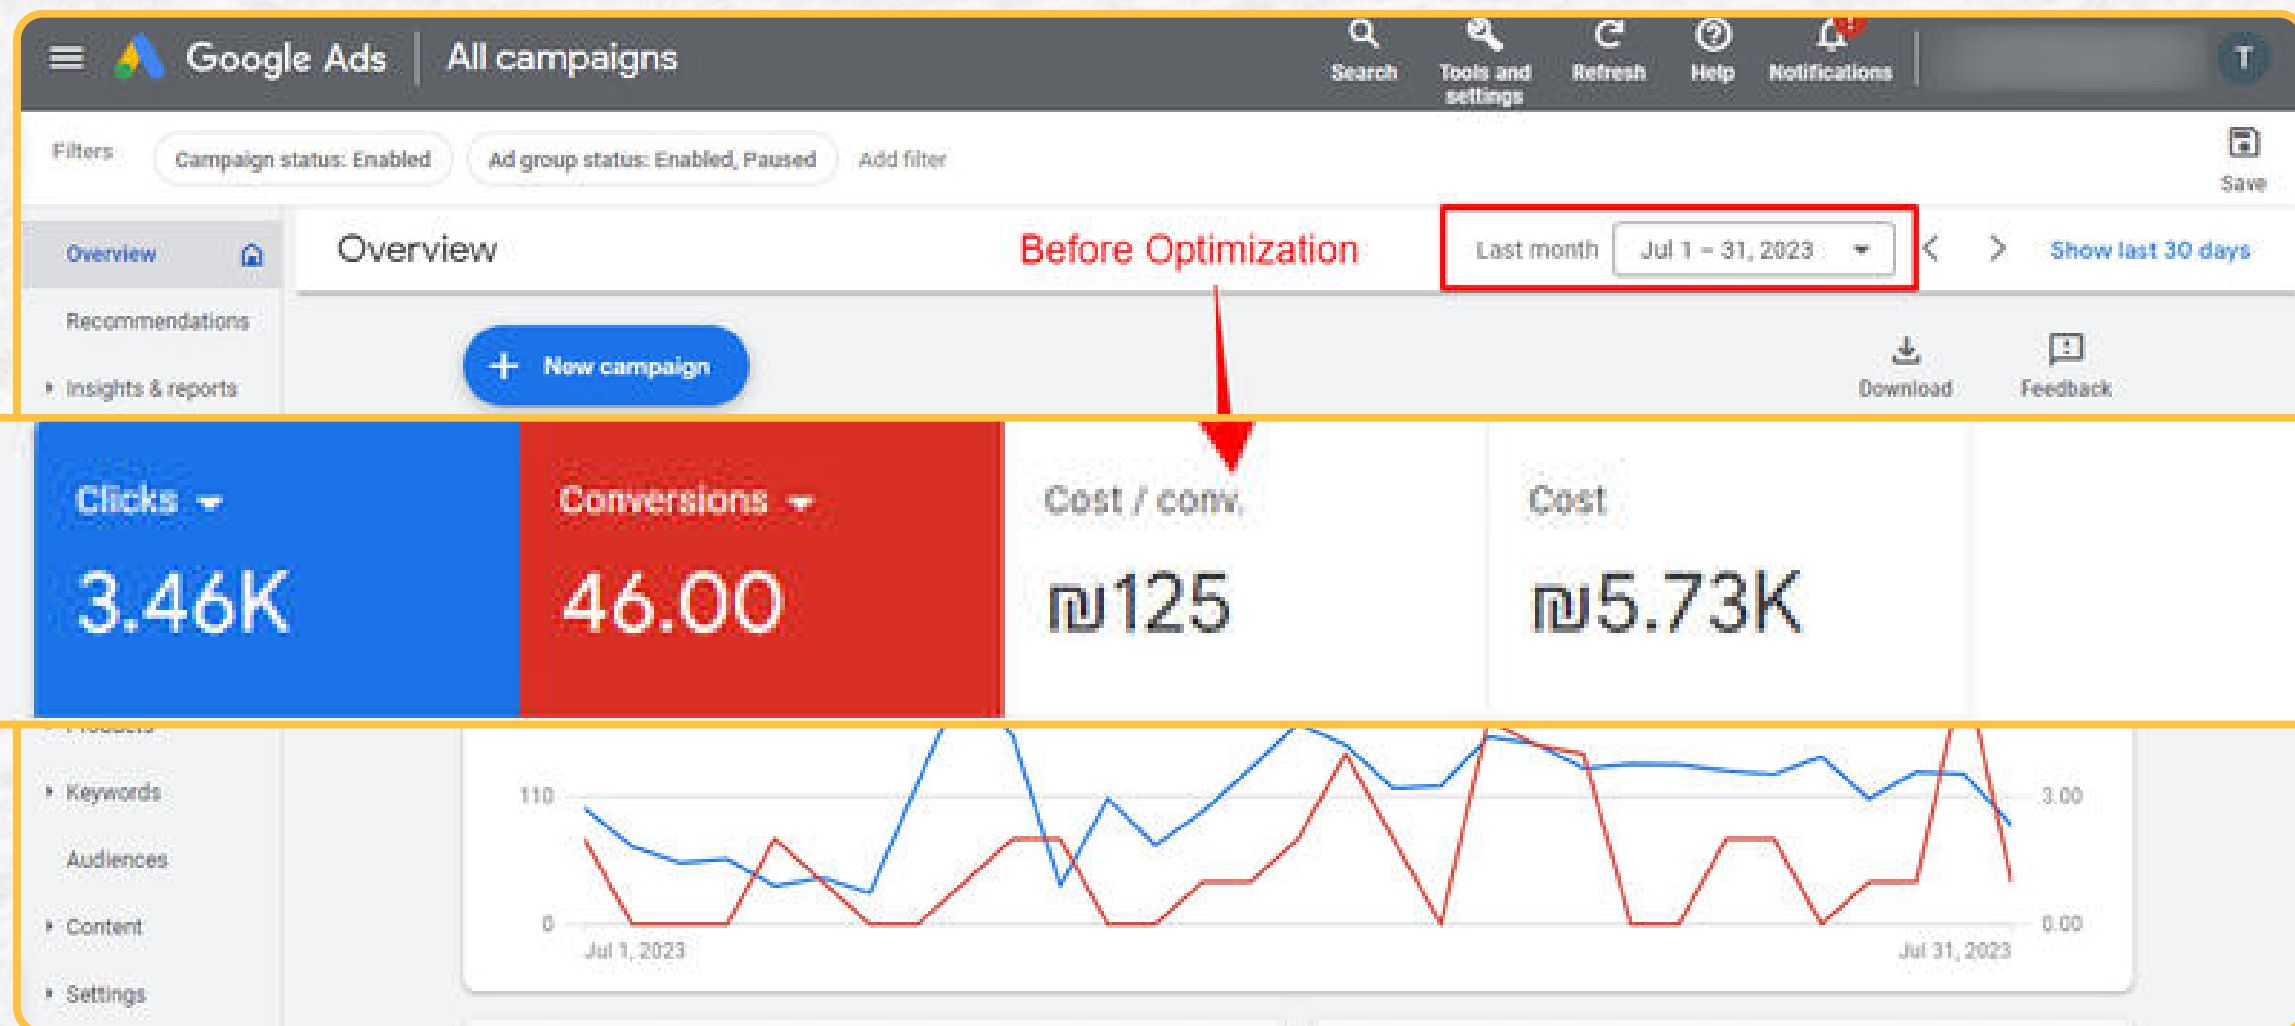 Google Ads
All campaigns
Search
Tools and
settings
Refresh
Help
Notifications
T
Filters
Campaign status: Enabled
Ad group status: Enabled, Paused
Add filter
Save
Overview
Overview
Before Optimization
Last month
Jul 1 – 31, 2023
Show last 30 days
Recommendations
Insights & reports
New campaign
Download
Feedback
Clicks
Conversions
Cost / conv.
Cost
3.46K
46.00
₪125
₪5.73K
Products
Keywords
Audiences
Content
Settings
110
3.00
0
0.00
Jul 1, 2023
Jul 31, 2023